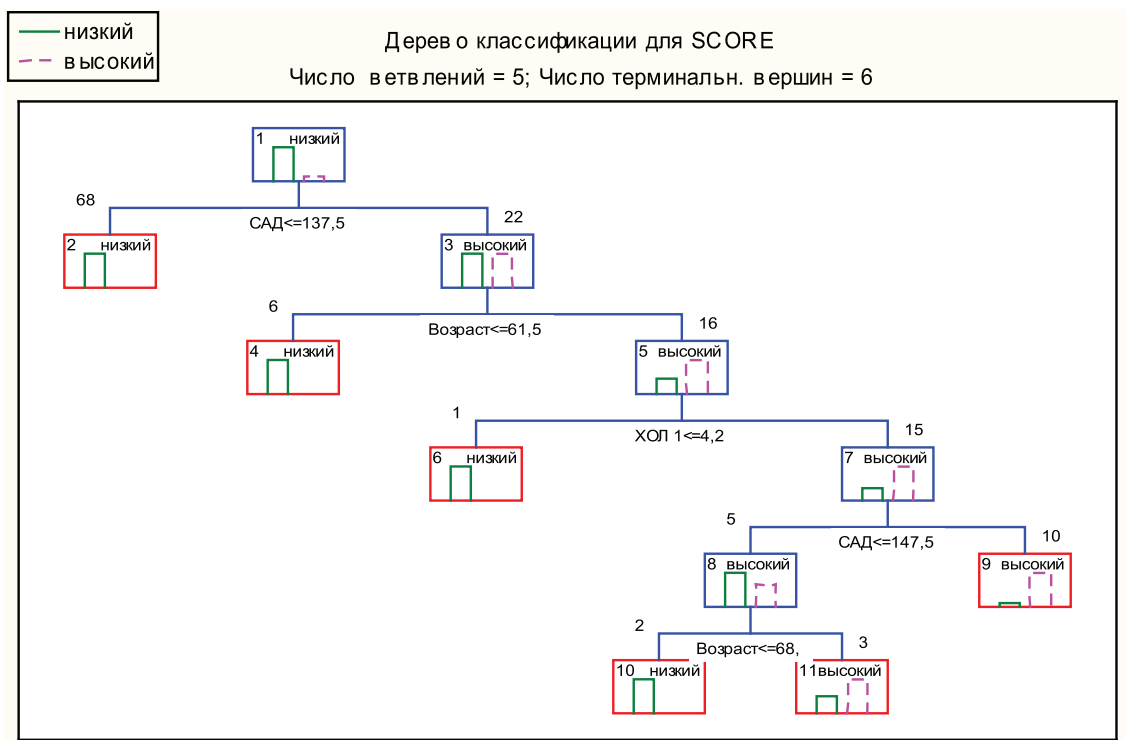 низкий
высокий
Дерево классификации для SCORE
Число ветвлений = 5; Число терминальн. вершин = 6
1 низкий
68
САД<=137,5
22
2 низкий
3 высокий
6
Возраст<=61,5
16
4 низкий
5 высокий
1
ХОЛ 1<=4,2
15
6 низкий
7 высокий
5
САД<=147,5
10
8 высокий
9 высокий
2
Возраст<=68,
3
10 низкий
11высокий